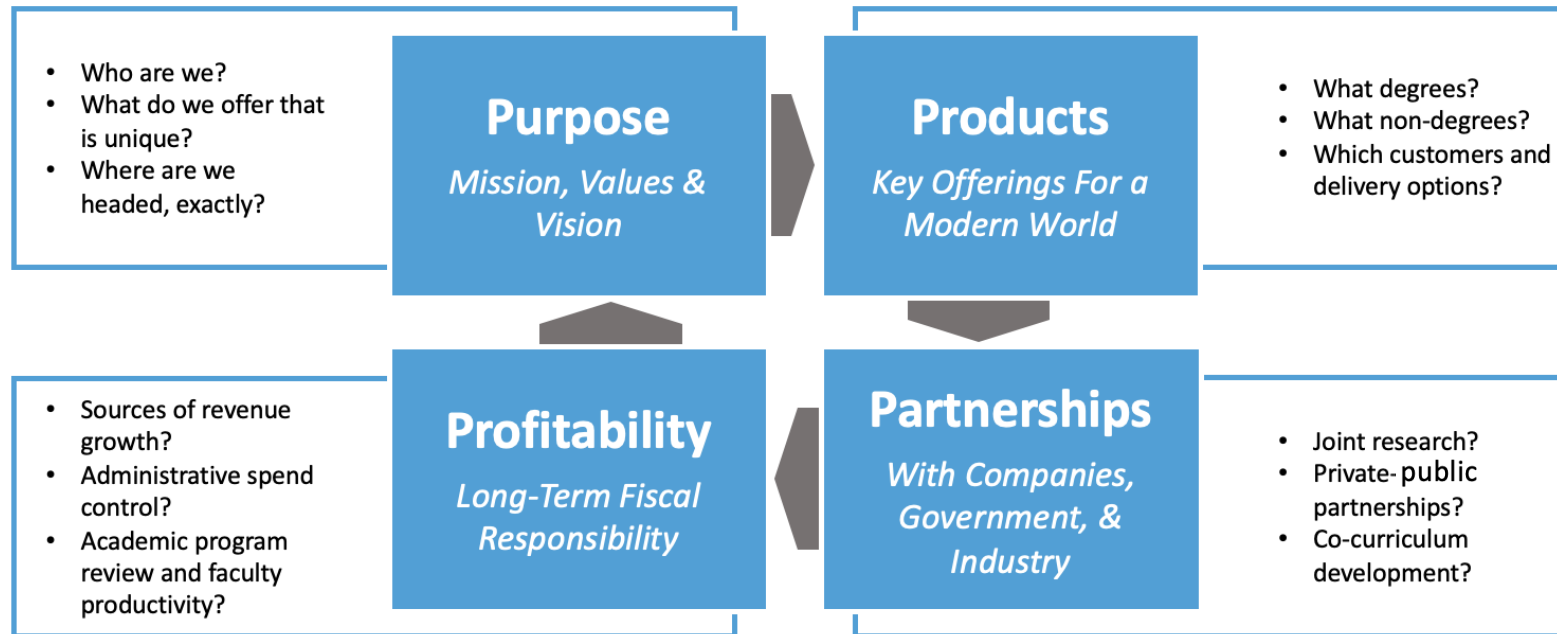 • Who are we?
• What do we offer that
is unique?
• Where are we
headed, exactly?
Purpose
Mission, Values &
Vision
Products
Key Offerings For a
Modern World
• What degrees?
• What non-degrees?
• Which customers and
delivery options?
• Sources of revenue
growth?
• Administrative spend
control?
• Academic program
review and faculty
productivity?
Profitability
Long-Term Fiscal
Responsibility
Partnerships
With Companies,
Government, &
Industry
• Joint research?
• Private-public
partnerships?
• Co-curriculum
development?